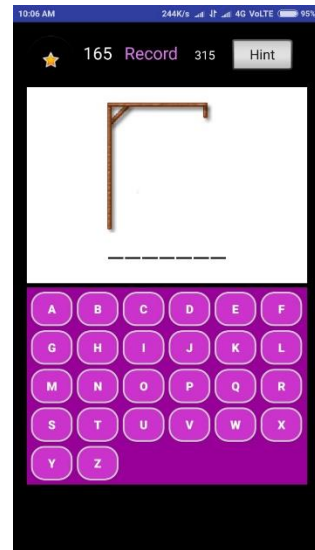 10:06 AM 244K/s 4G VoLTE 95%
165 Record 315 Hint
A B C D E F
G H I J K L
M N O P Q R
S T U V W X
Y Z